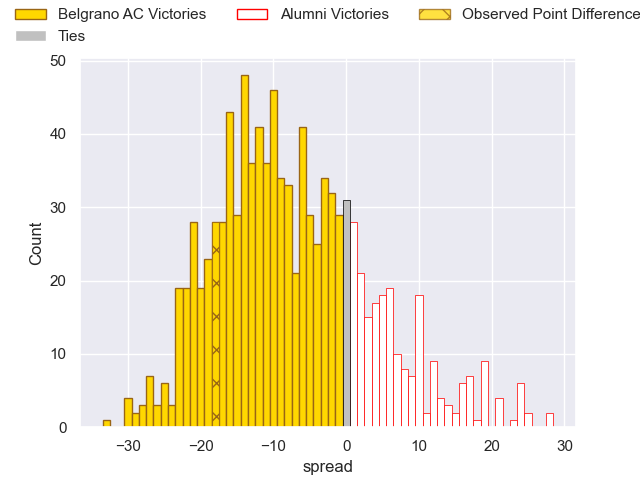 Belgrano AC Victories
Alumni Victories
Observed Point Difference
Ties
50
40
30
20
10
0
Count
−30
−20
−10
0
10
20
30
spread